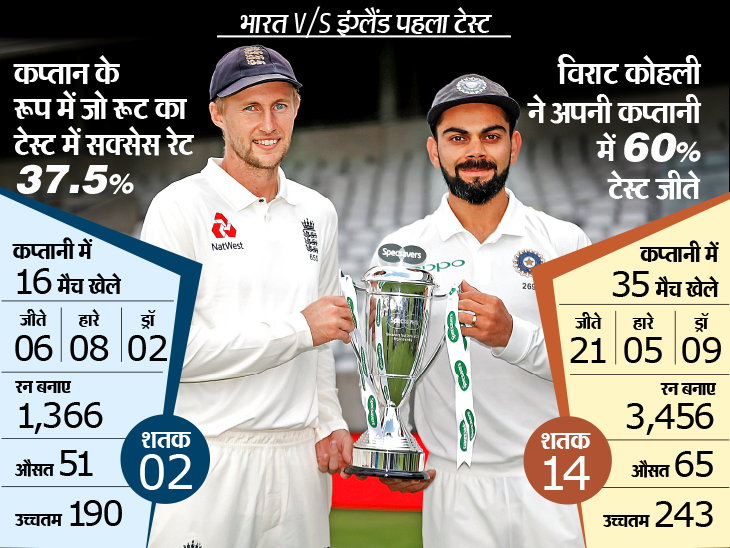 भारत V/S इंग्लैंड पहला टेस्ट
कप्तान के
रूप में जो रूट का
टेस्ट में सक्सेस रेट
37.5%
विराट कोहली
ने अपनी कप्तानी
में 60%
टेस्ट जीते
कप्तानी में
16 मैच खेले
जीते हारे ड्रॉ
06 08 02
रन बनाए
1,366
औसत 51
उच्चतम 190
शतक
02
कप्तानी में
35 मैच खेले
जीते हारे ड्रॉ
21 05 09
रन बनाए
3,456
औसत 65
उच्चतम 243
शतक
14
NatWest
Specsavers
oppo
269